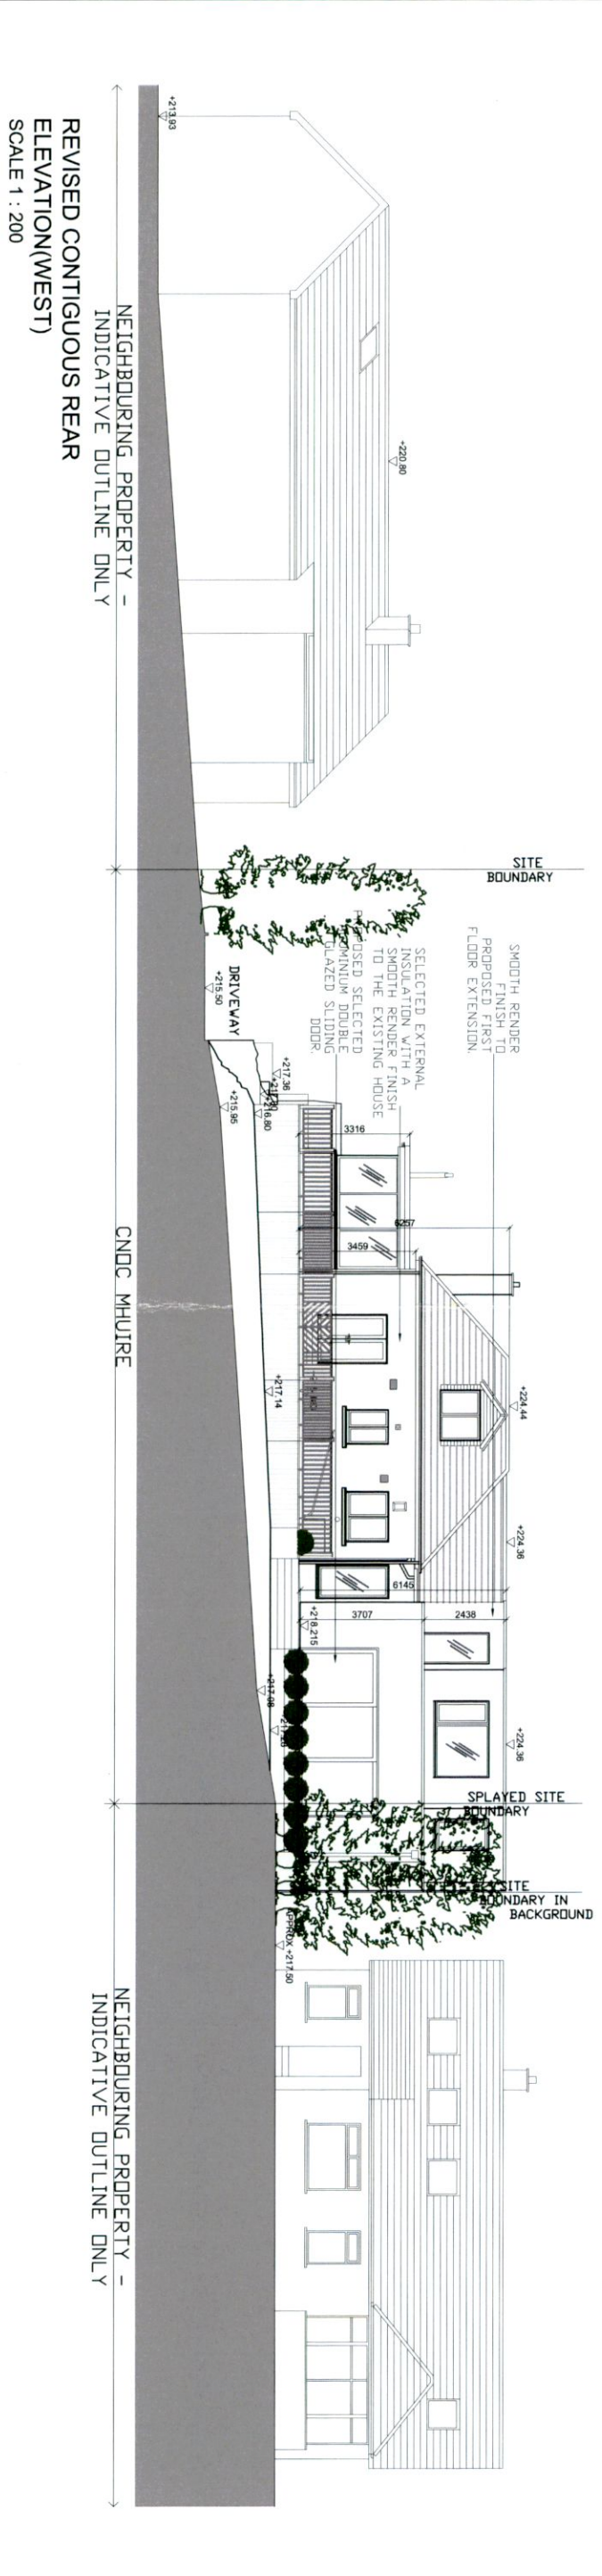 REVISED CONTIGUOUS REAR
ELEVATION(WEST)
SCALE 1 : 200
NEIGHBOURING PROPERTY -
INDICATIVE OUTLINE ONLY
+213.93
+220.80
SITE
BOUNDARY
DRIVEWAY
+215.50
+215.95
+217.36
+216.80
SMOOTH RENDER
FINISH TO
PROPOSED FIRST
FLOOR EXTENSION.
SELECTED EXTERNAL
INSULATION WITH A
SMOOTH RENDER FINISH
TO THE EXISTING HOUSE
PROPOSED SELECTED
ALUMINIUM DOUBLE
GLAZED SLIDING
DOOR.
3316
6257
3459
+217.14
+224.44
+224.36
6145
3707
2438
+218.215
+217.08
+224.36
CNOC MHUIRE
SPLAYED SITE
BOUNDARY
SITE
BOUNDARY IN
BACKGROUND
APPROX +217.50
NEIGHBOURING PROPERTY -
INDICATIVE OUTLINE ONLY